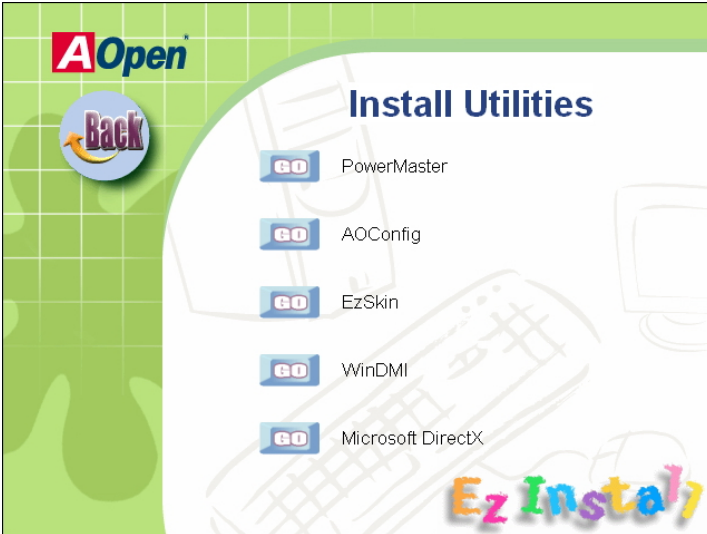 AOpen
Back
Install Utilities
GO PowerMaster
GO AOConfig
GO EzSkin
GO WinDMI
GO Microsoft DirectX
Ez Install